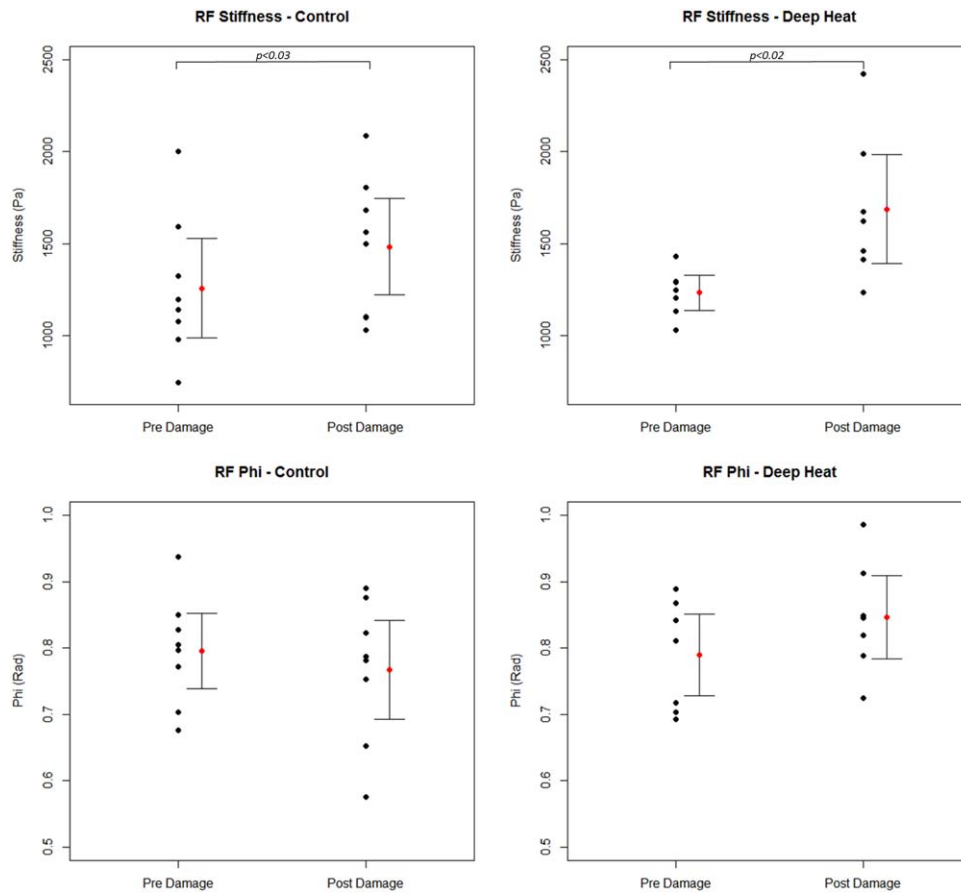 RF Stiffness - Control
p<0.03
Stiffness (Pa)
2500
2000
1500
1000
Pre Damage
Post Damage
RF Stiffness - Deep Heat
p<0.02
Stiffness (Pa)
2500
2000
1500
1000
Pre Damage
Post Damage
RF Phi - Control
Phi (Rad)
1.0
0.9
0.8
0.7
0.6
0.5
Pre Damage
Post Damage
RF Phi - Deep Heat
Phi (Rad)
1.0
0.9
0.8
0.7
0.6
0.5
Pre Damage
Post Damage